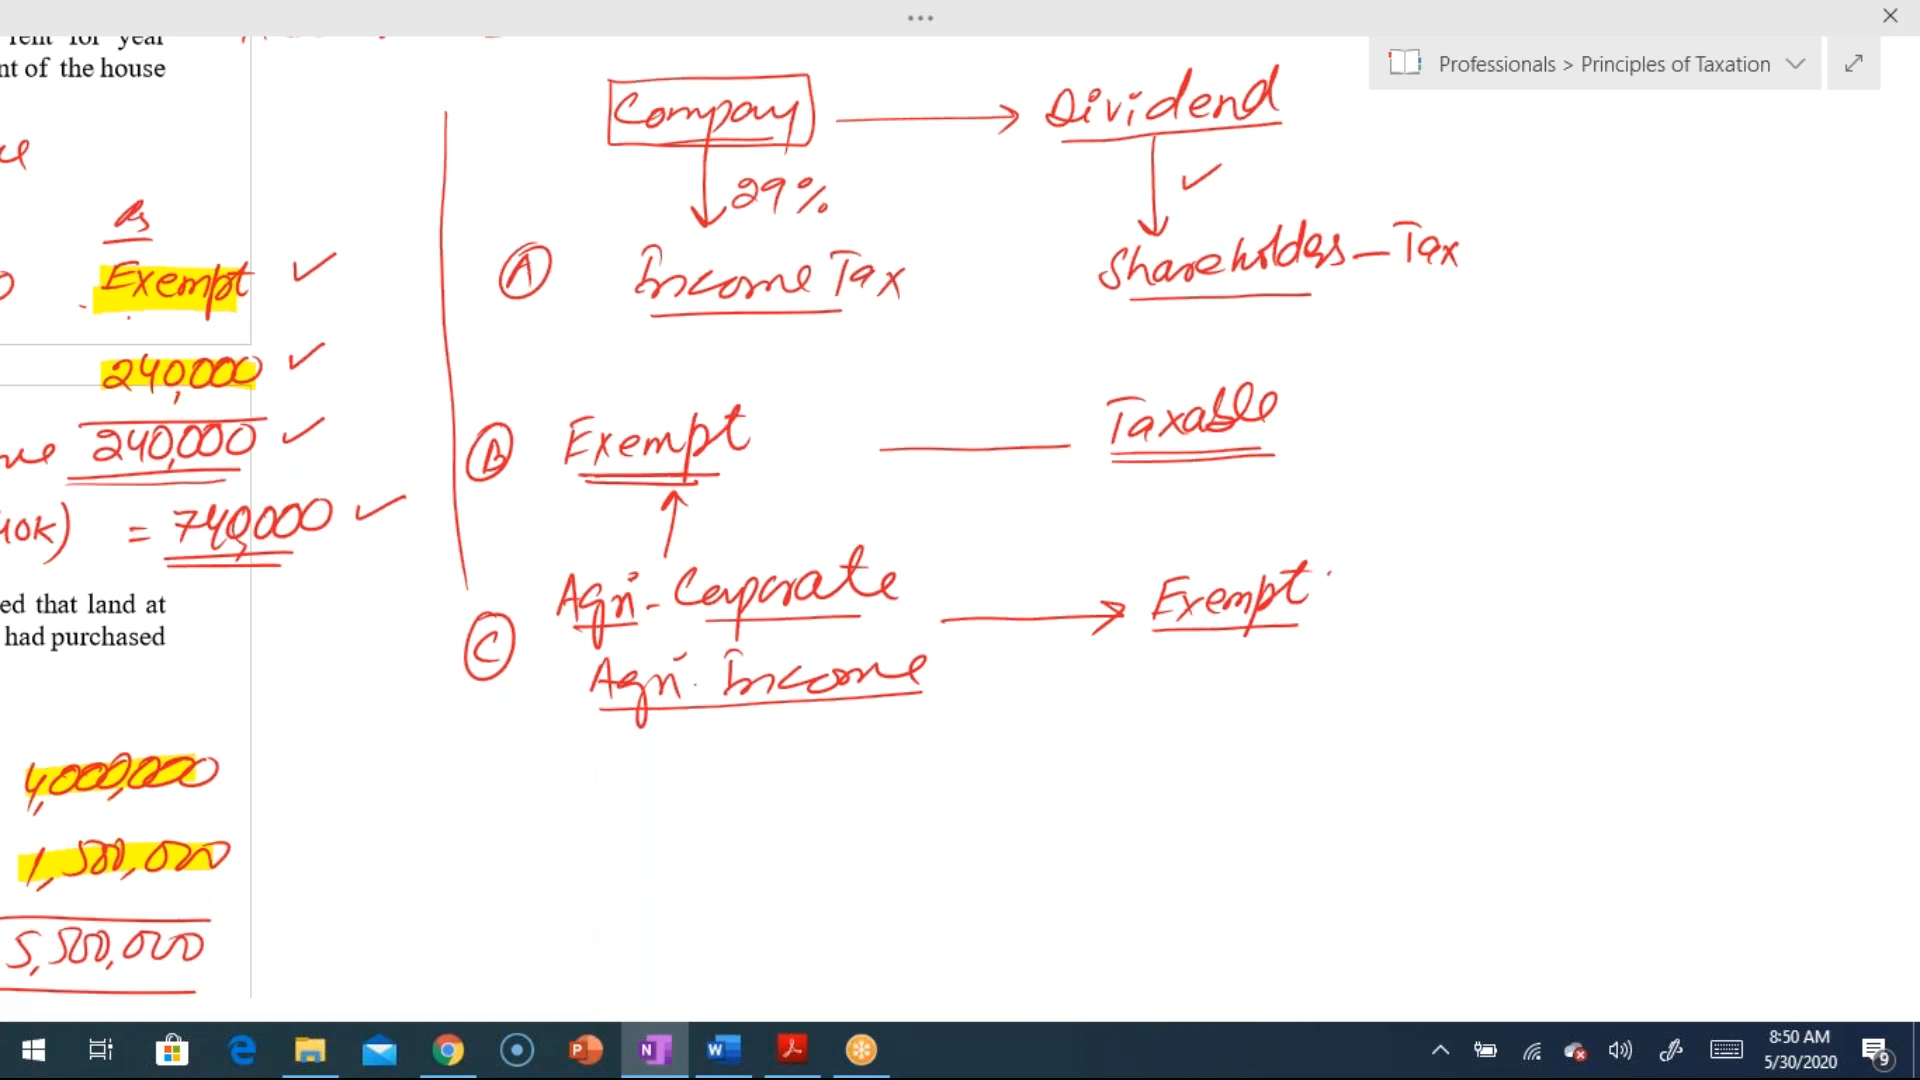 rent for year
nt of the house
Professionals > Principles of Taxation
Company
Dividend
29%
Rs
Exempt
A
Income Tax
Shareholders - Tax
240,000
240,000
B
Exempt
Taxable
40K) = 740,000
ed that land at
had purchased
C
Agri - Corporate
Exempt
Agri. Income
4,000,000
1,500,000
5,500,000
8:50 AM
5/30/2020
9